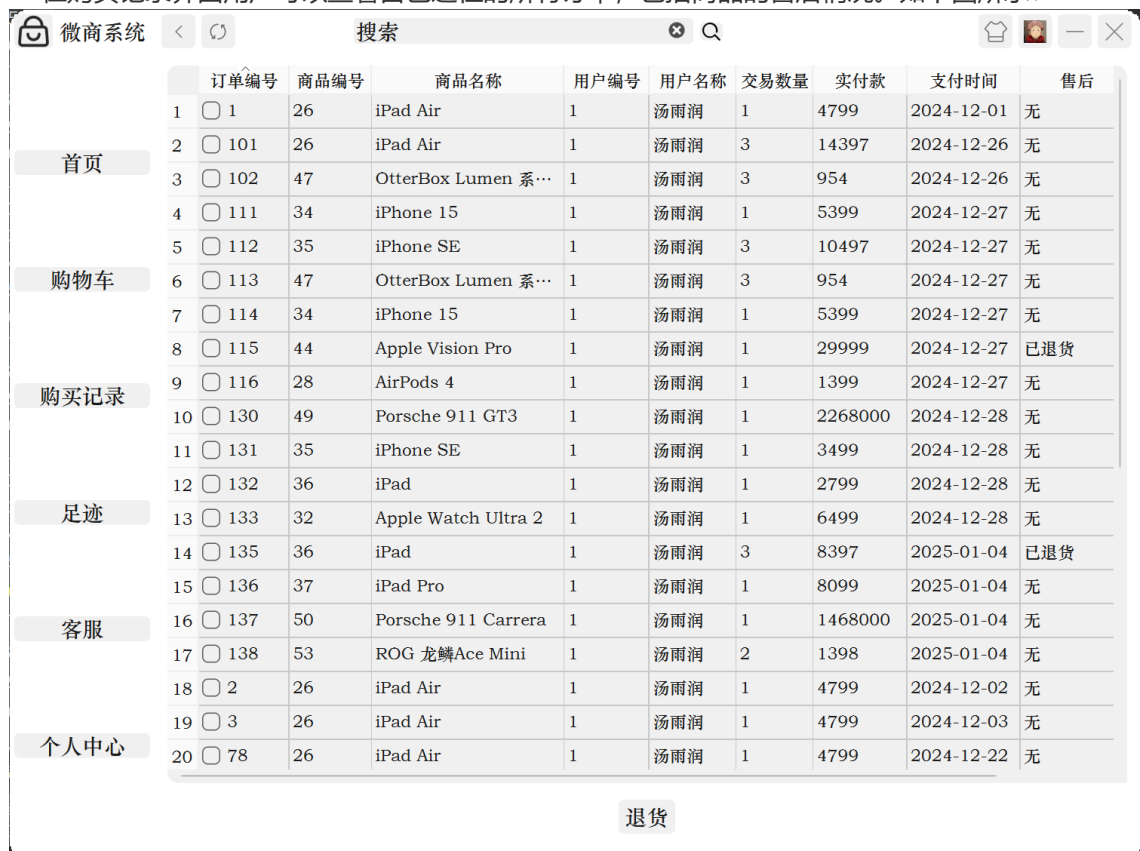 微商系统 搜索
订单编号 商品编号 商品名称 用户编号 用户名称 交易数量 实付款 支付时间 售后
1 1 26 iPad Air 1 汤雨润 1 4799 2024-12-01 无
2 101 26 iPad Air 1 汤雨润 3 14397 2024-12-26 无
3 102 47 OtterBox Lumen 系… 1 汤雨润 3 954 2024-12-26 无
4 111 34 iPhone 15 1 汤雨润 1 5399 2024-12-27 无
5 112 35 iPhone SE 1 汤雨润 3 10497 2024-12-27 无
6 113 47 OtterBox Lumen 系… 1 汤雨润 3 954 2024-12-27 无
7 114 34 iPhone 15 1 汤雨润 1 5399 2024-12-27 无
8 115 44 Apple Vision Pro 1 汤雨润 1 29999 2024-12-27 已退货
9 116 28 AirPods 4 1 汤雨润 1 1399 2024-12-27 无
10 130 49 Porsche 911 GT3 1 汤雨润 1 2268000 2024-12-28 无
11 131 35 iPhone SE 1 汤雨润 1 3499 2024-12-28 无
12 132 36 iPad 1 汤雨润 1 2799 2024-12-28 无
13 133 32 Apple Watch Ultra 2 1 汤雨润 1 6499 2024-12-28 无
14 135 36 iPad 1 汤雨润 3 8397 2025-01-04 已退货
15 136 37 iPad Pro 1 汤雨润 1 8099 2025-01-04 无
16 137 50 Porsche 911 Carrera 1 汤雨润 1 1468000 2025-01-04 无
17 138 53 ROG 龙鳞Ace Mini 1 汤雨润 2 1398 2025-01-04 无
18 2 26 iPad Air 1 汤雨润 1 4799 2024-12-02 无
19 3 26 iPad Air 1 汤雨润 1 4799 2024-12-03 无
20 78 26 iPad Air 1 汤雨润 1 4799 2024-12-22 无
首页
购物车
购买记录
足迹
客服
个人中心
退货